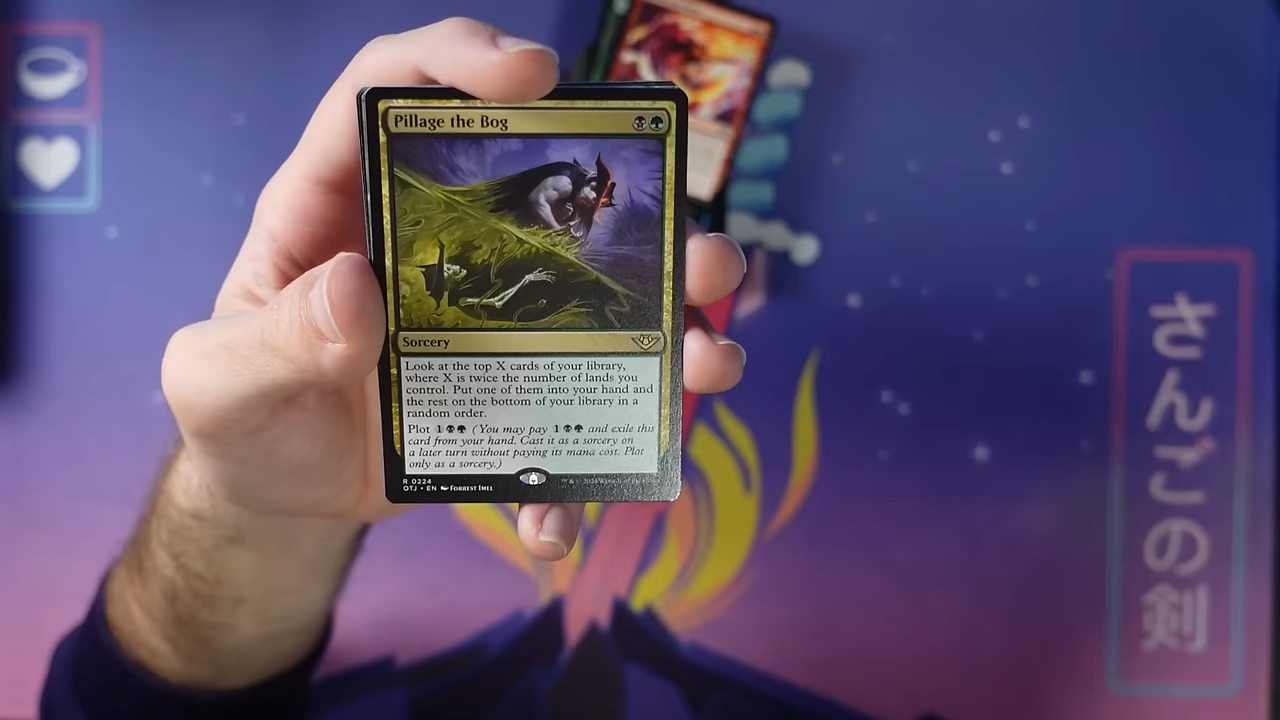 Pillage the Bog
Sorcery
Look at the top X cards of your library,
where X is twice the number of lands you
control. Put one of them into your hand and
the rest on the bottom of your library in a
random order.
Plot 1 (You may pay 1 and exile this
card from your hand. Cast it as a sorcery on
a later turn without paying its mana cost. Plot
only as a sorcery.)
R 0224
OTJ • EN Forrest Imel
さんごの剣